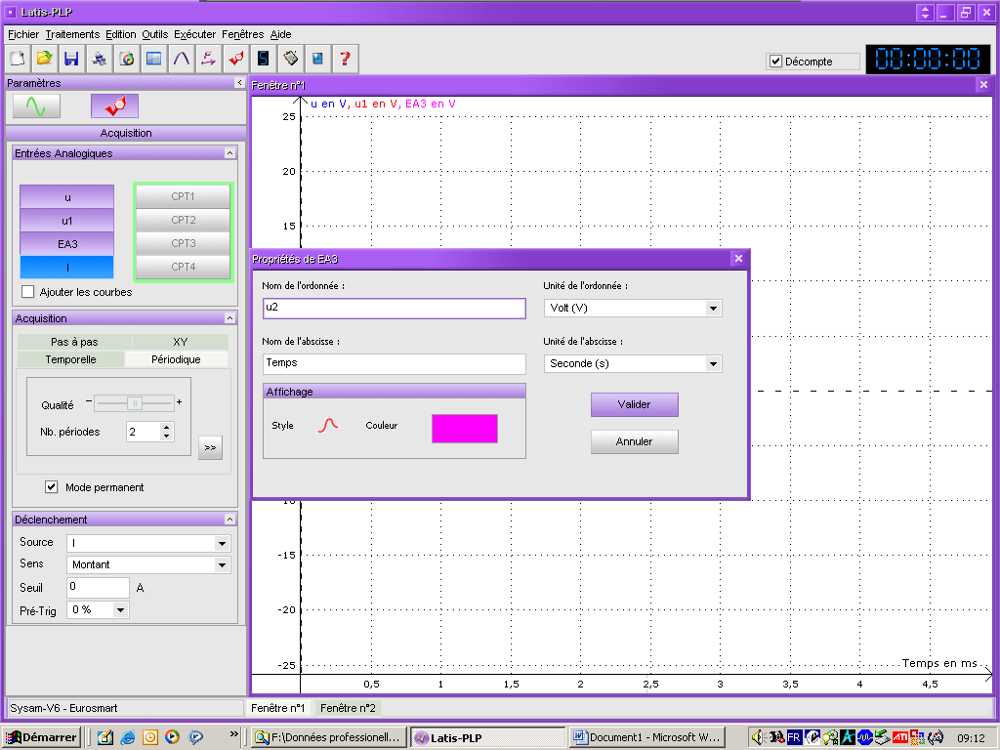 Latis-PLP
Fichier Traitements Edition Outils Exécuter Fenêtres Aide
Décompte
00:00:00
Paramètres
Acquisition
Entrées Analogiques
u
CPT1
u1
CPT2
EA3
CPT3
I
CPT4
Ajouter les courbes
Acquisition
Pas à pas
XY
Temporelle
Périodique
Qualité
- +
Nb. périodes
2
>>
Mode permanent
Déclenchement
Source
I
Sens
Montant
Seuil
0
A
Pré-Trig
0 %
Sysam-V6 - Eurosmart
Fenêtre n°1
u en V, u1 en V, EA3 en V
25
20
15
Propriétés de EA3
Nom de l'ordonnée :
Unité de l'ordonnée :
u2
Volt (V)
Nom de l'abscisse :
Unité de l'abscisse :
Temps
Seconde (s)
Affichage
Style
Couleur
Valider
Annuler
-15
-20
-25
Temps en ms
0,5 1 1,5 2 2,5 3 3,5 4 4,5
Fenêtre n°1 Fenêtre n°2
Démarrer
»
F:\Données professionell...
Latis-PLP
Document1 - Microsoft W...
FR
ATI
09:12